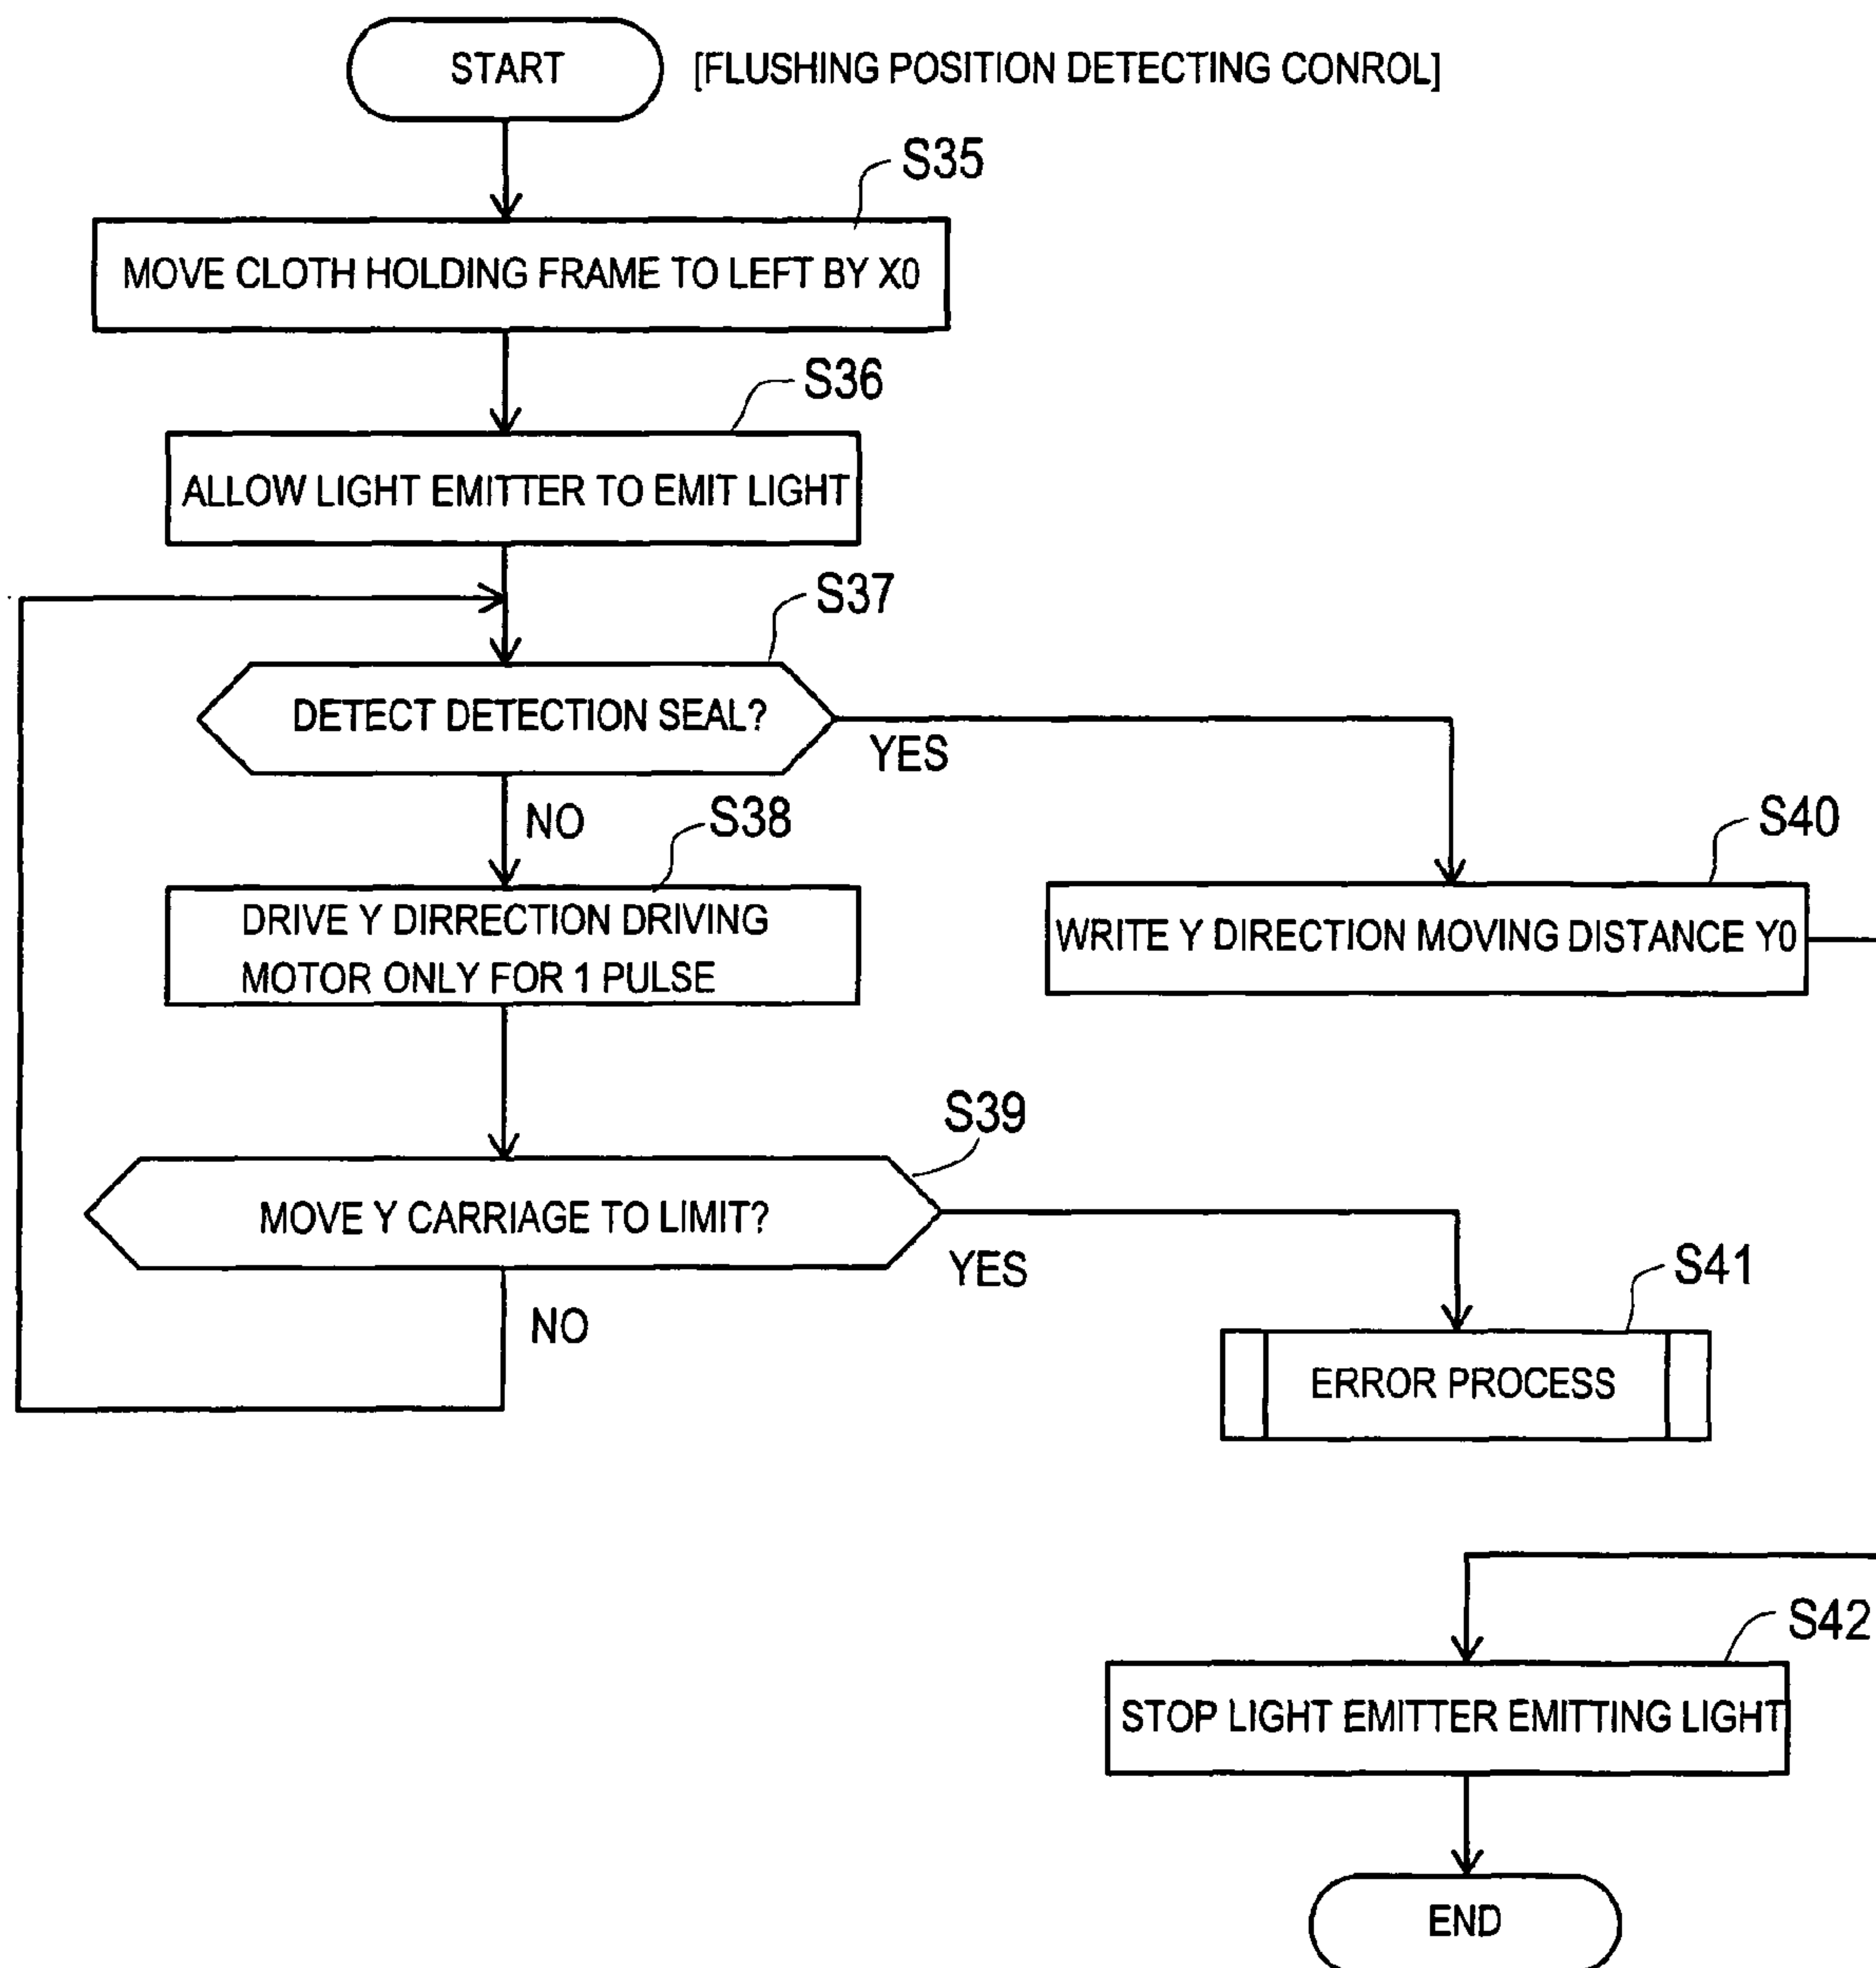 START
[FLUSHING POSITION DETECTING CONROL]
S35
MOVE CLOTH HOLDING FRAME TO LEFT BY X0
S36
ALLOW LIGHT EMITTER TO EMIT LIGHT
S37
DETECT DETECTION SEAL?
YES
NO
S38
S40
DRIVE Y DIRRECTION DRIVING
MOTOR ONLY FOR 1 PULSE
WRITE Y DIRECTION MOVING DISTANCE Y0
S39
MOVE Y CARRIAGE TO LIMIT?
YES
NO
S41
ERROR PROCESS
S42
STOP LIGHT EMITTER EMITTING LIGHT
END